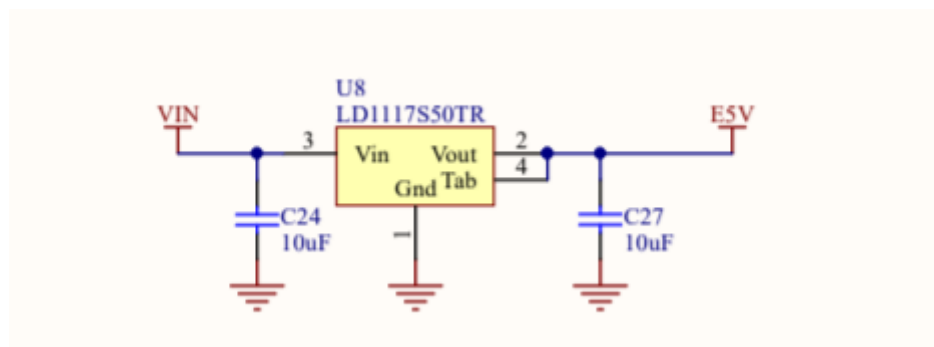 U8
LD1117S50TR
VIN
E5V
3
Vin
Vout
2
4
Gnd
Tab
1
C24
10uF
C27
10uF